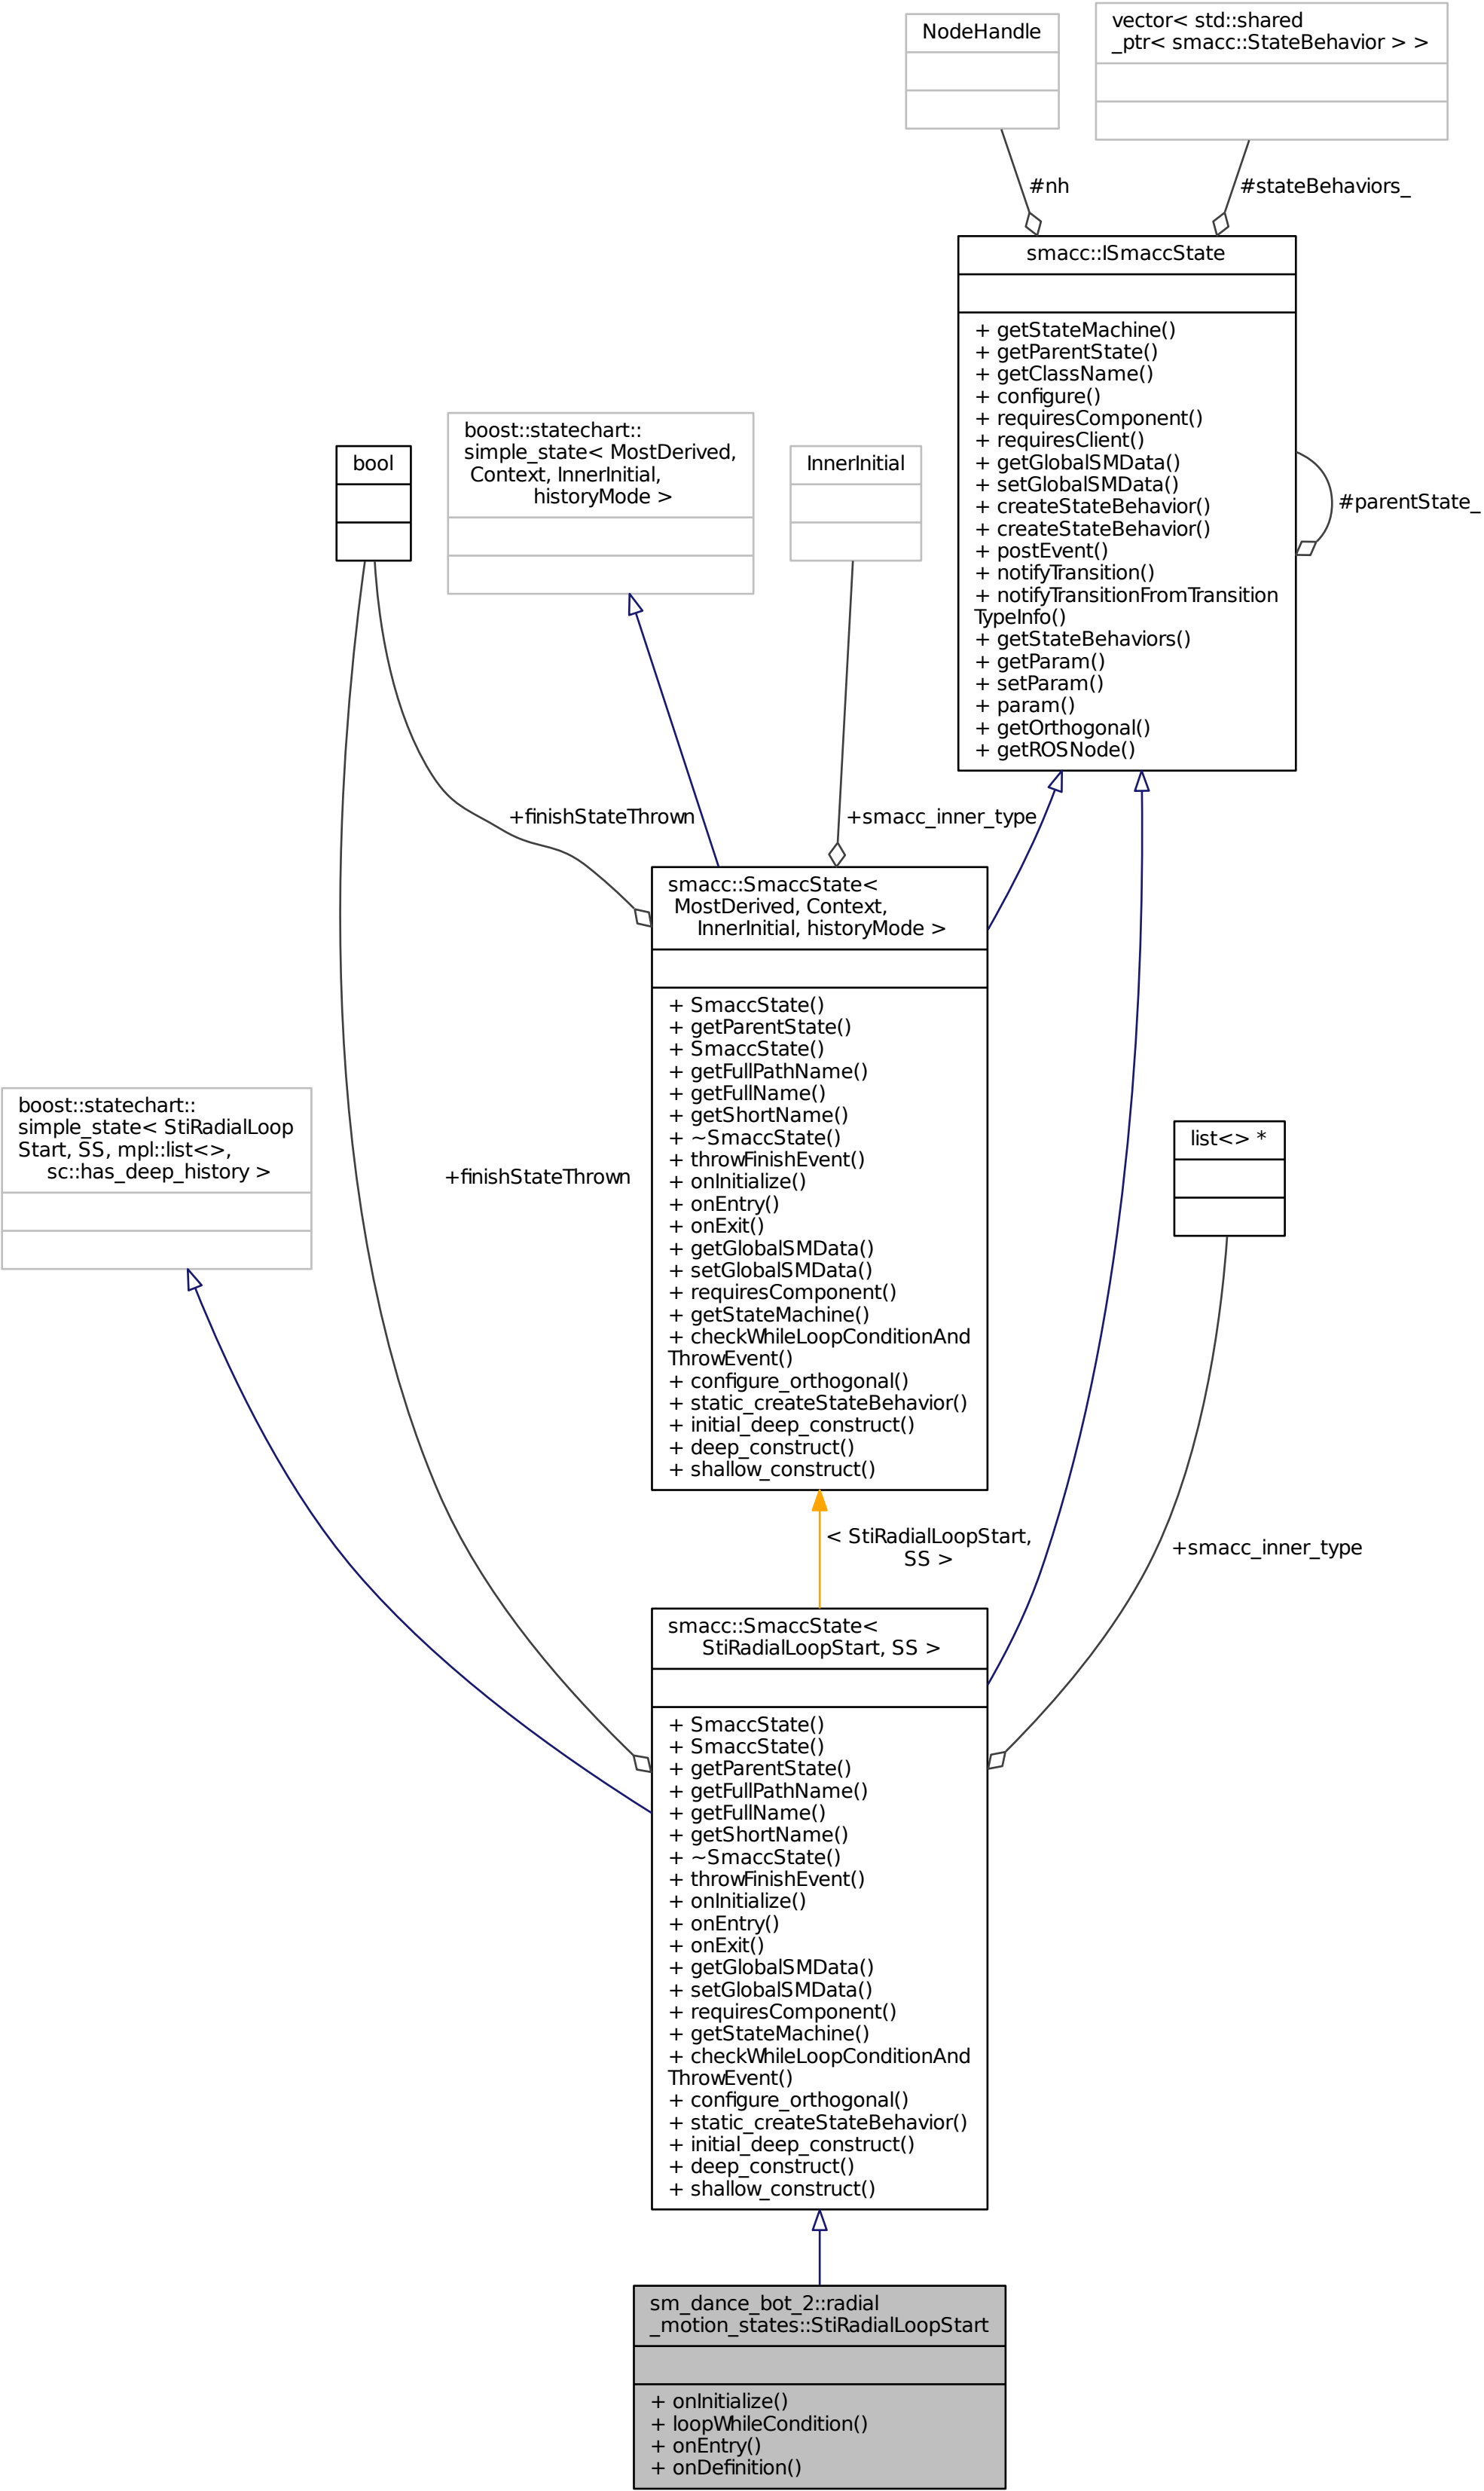 NodeHandle
vector< std::shared
_ptr< smacc::StateBehavior > >
#nh
#stateBehaviors_
smacc::ISmaccState
+ getStateMachine()
+ getParentState()
+ getClassName()
+ configure()
+ requiresComponent()
+ requiresClient()
+ getGlobalSMData()
+ setGlobalSMData()
+ createStateBehavior()
+ createStateBehavior()
+ postEvent()
+ notifyTransition()
+ notifyTransitionFromTransition
TypeInfo()
+ getStateBehaviors()
+ getParam()
+ setParam()
+ param()
+ getOrthogonal()
+ getROSNode()
#parentState_
bool
boost::statechart::
simple_state< MostDerived,
Context, InnerInitial,
historyMode >
InnerInitial
+finishStateThrown
+smacc_inner_type
smacc::SmaccState<
MostDerived, Context,
InnerInitial, historyMode >
+ SmaccState()
+ getParentState()
+ SmaccState()
+ getFullPathName()
+ getFullName()
+ getShortName()
+ ~SmaccState()
+ throwFinishEvent()
+ onInitialize()
+ onEntry()
+ onExit()
+ getGlobalSMData()
+ setGlobalSMData()
+ requiresComponent()
+ getStateMachine()
+ checkWhileLoopConditionAnd
ThrowEvent()
+ configure_orthogonal()
+ static_createStateBehavior()
+ initial_deep_construct()
+ deep_construct()
+ shallow_construct()
boost::statechart::
simple_state< StiRadialLoop
Start, SS, mpl::list<>,
sc::has_deep_history >
+finishStateThrown
list<> *
< StiRadialLoopStart,
SS >
+smacc_inner_type
smacc::SmaccState<
StiRadialLoopStart, SS >
+ SmaccState()
+ SmaccState()
+ getParentState()
+ getFullPathName()
+ getFullName()
+ getShortName()
+ ~SmaccState()
+ throwFinishEvent()
+ onInitialize()
+ onEntry()
+ onExit()
+ getGlobalSMData()
+ setGlobalSMData()
+ requiresComponent()
+ getStateMachine()
+ checkWhileLoopConditionAnd
ThrowEvent()
+ configure_orthogonal()
+ static_createStateBehavior()
+ initial_deep_construct()
+ deep_construct()
+ shallow_construct()
sm_dance_bot_2::radial
_motion_states::StiRadialLoopStart
+ onInitialize()
+ loopWhileCondition()
+ onEntry()
+ onDefinition()